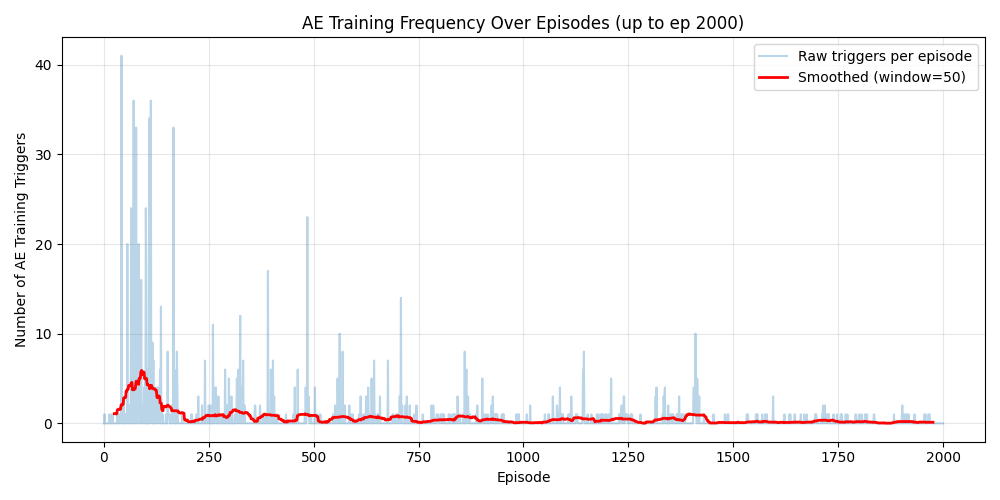 AE Training Frequency Over Episodes (up to ep 2000)
Raw triggers per episode
Smoothed (window=50)
Number of AE Training Triggers
40
30
20
10
0
0 250 500 750 1000 1250 1500 1750 2000
Episode